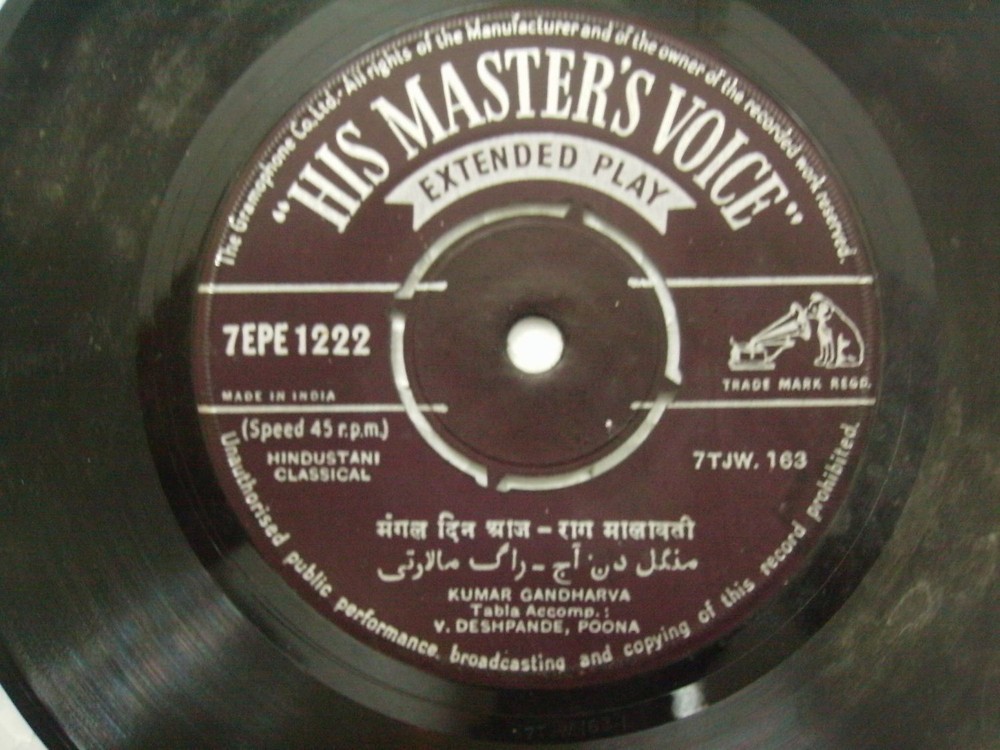 The Gramophone Co. Ltd. - All rights of the Manufacturer and of the owner of the recorded work reserved.
"HIS MASTER'S VOICE"
EXTENDED PLAY
7EPE 1222
TRADE MARK REGD.
MADE IN INDIA
(Speed 45 r.p.m.)
HINDUSTANI
CLASSICAL
7TJW. 163
मंगल दिन श्राज - राग मालावती
منگل دن آج - راگ مالاوتی
KUMAR GANDHARVA
Tabla Accomp.:
V. DESHPANDE, POONA
Unauthorised public performance, broadcasting and copying of this record prohibited.